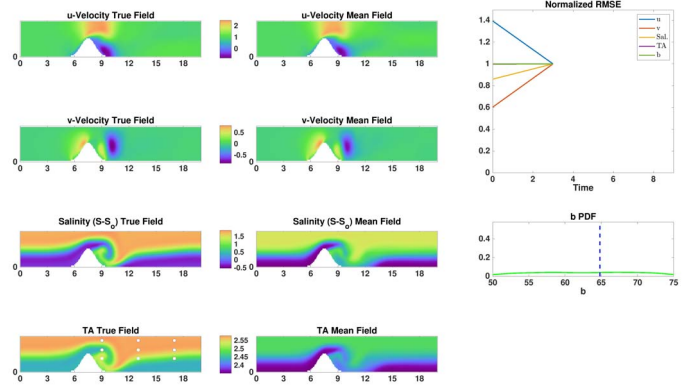 u-Velocity True Field
2
1
0
0
0 3 6 9 12 15 18
u-Velocity Mean Field
0 3 6 9 12 15 18
v-Velocity True Field
0.5
-0.5
0
0 3 6 9 12 15 18
v-Velocity Mean Field
0 3 6 9 12 15 18
Salinity (S-So) True Field
1.5
0.5
-0.5
0
0 3 6 9 12 15 18
Salinity (S-So) Mean Field
0 3 6 9 12 15 18
TA True Field
2.55
2.5
2.45
2.4
0
0 3 6 9 12 15 18
TA Mean Field
0 3 6 9 12 15 18
Normalized RMSE
1.4
1.2
1
0.8
0.6
0.4
0.2
0
0 2 4 6 8
Time
u
v
Sal.
TA
b
b PDF
0.4
0.2
0
50 55 60 65 70 75
b